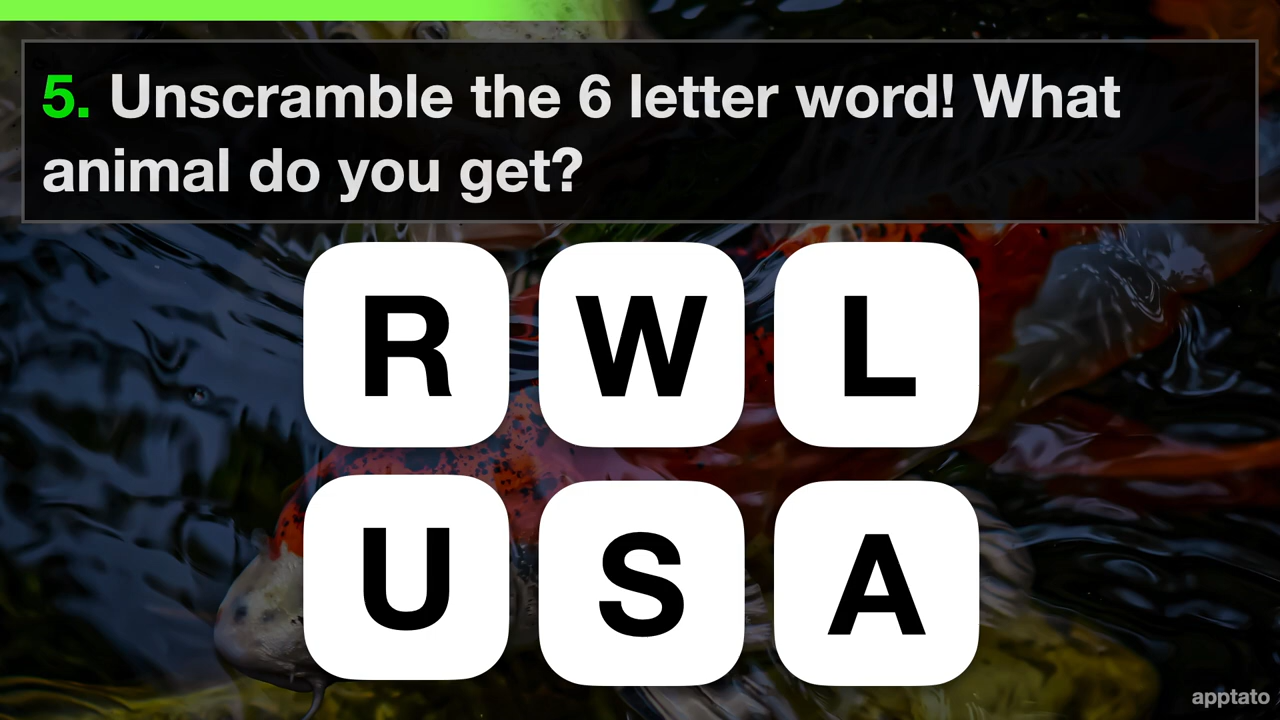 5. Unscramble the 6 letter word! What
animal do you get?
R W L
U S A
apptato